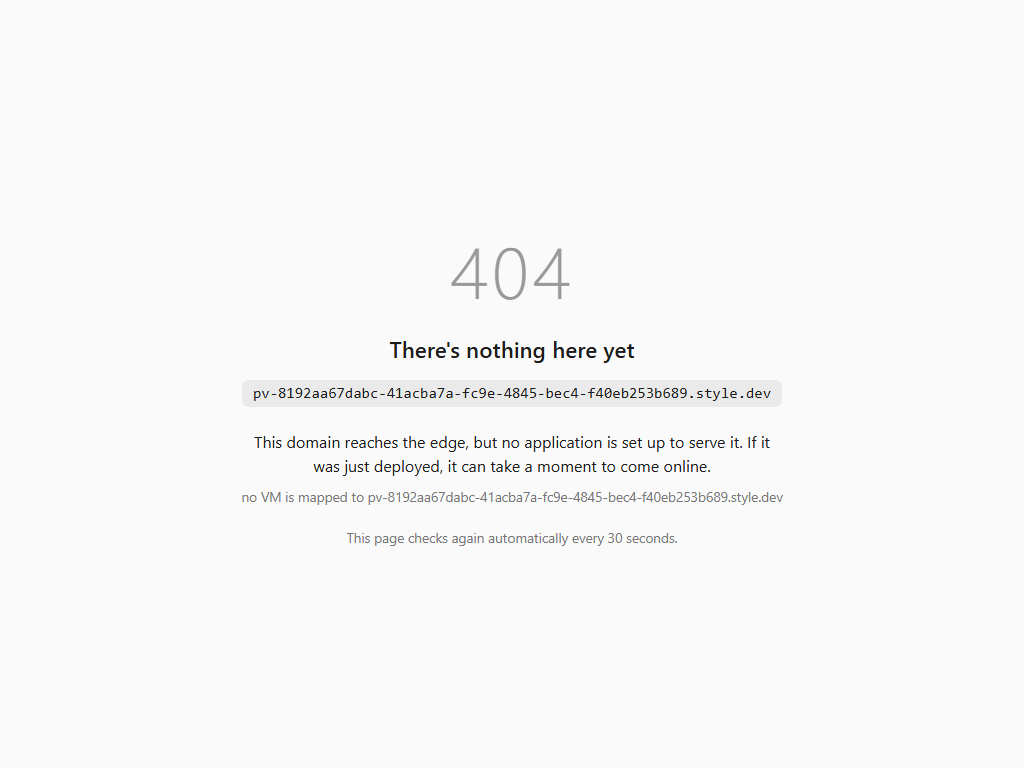 404
There's nothing here yet
pv-8192aa67dabc-41acba7a-fc9e-4845-bec4-f40eb253b689.style.dev
This domain reaches the edge, but no application is set up to serve it. If it
was just deployed, it can take a moment to come online.
no VM is mapped to pv-8192aa67dabc-41acba7a-fc9e-4845-bec4-f40eb253b689.style.dev
This page checks again automatically every 30 seconds.